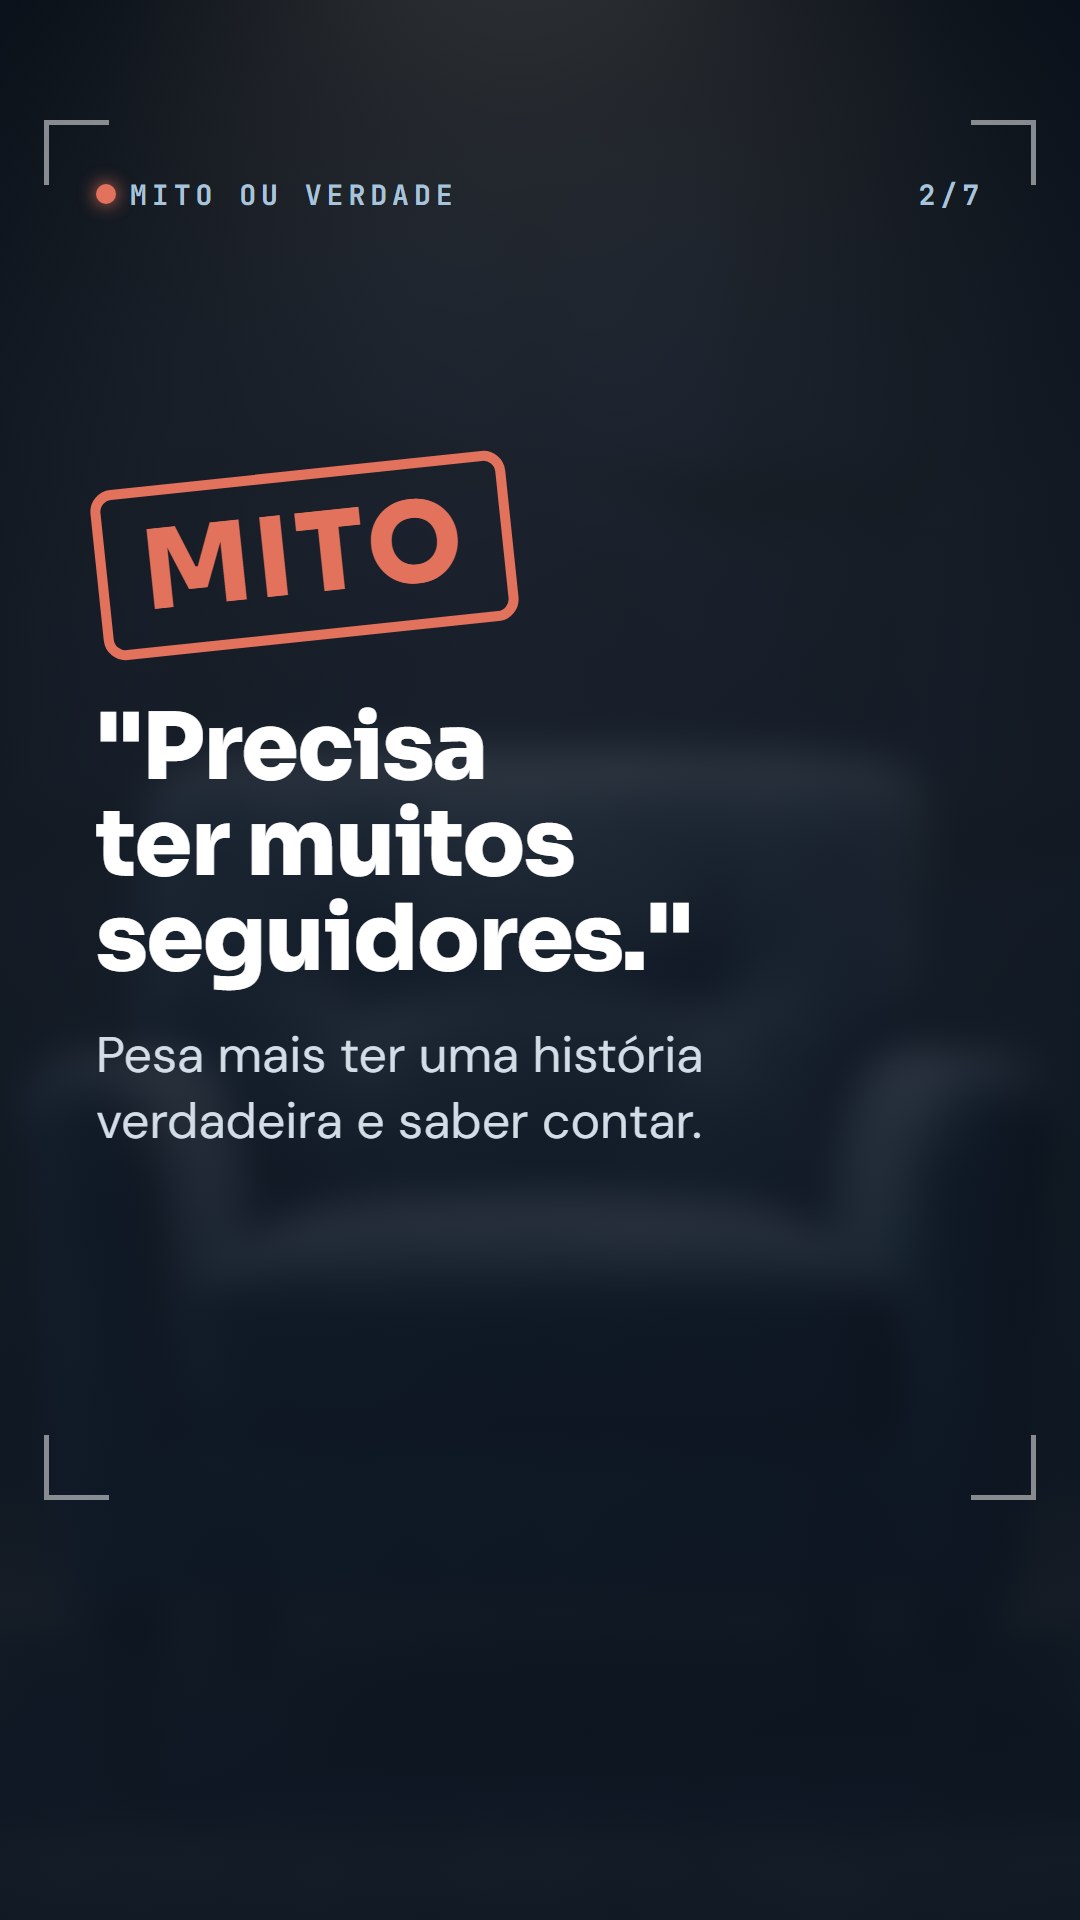 MITO OU VERDADE
2/7
MITO
"Precisa
ter muitos
seguidores."
Pesa mais ter uma história
verdadeira e saber contar.